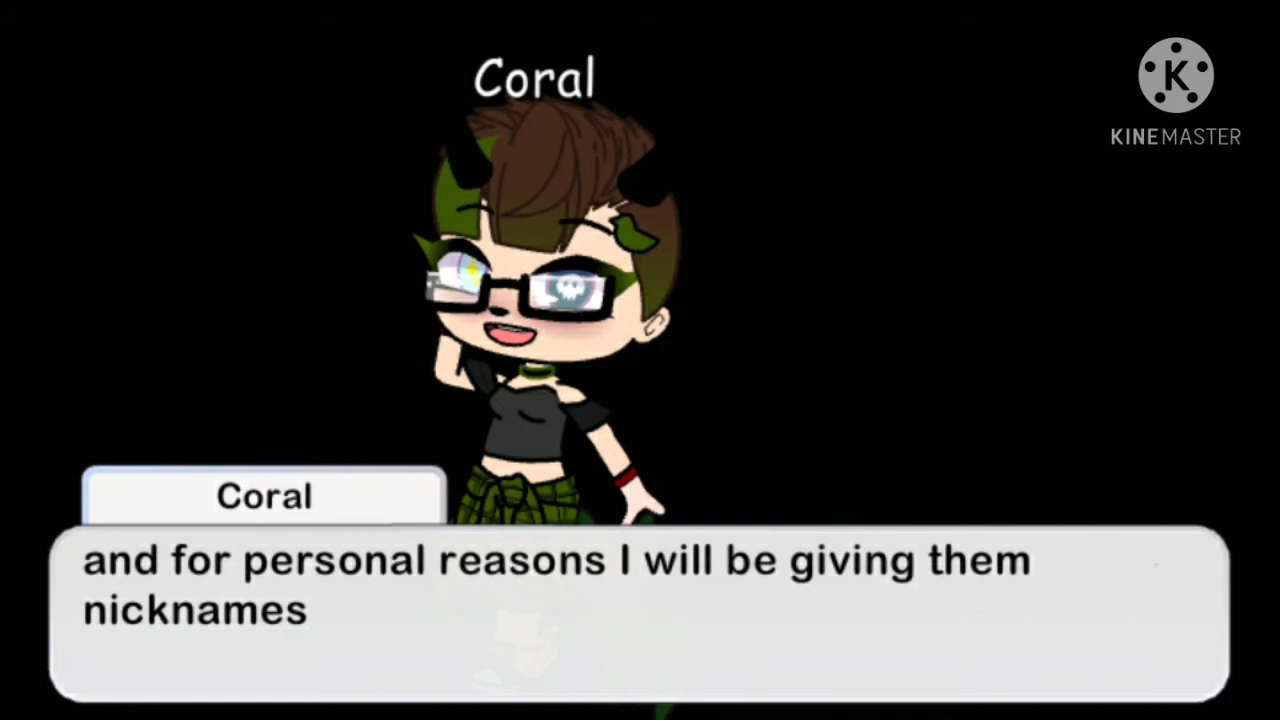 Coral
K
KINEMASTER
Coral
and for personal reasons I will be giving them
nicknames